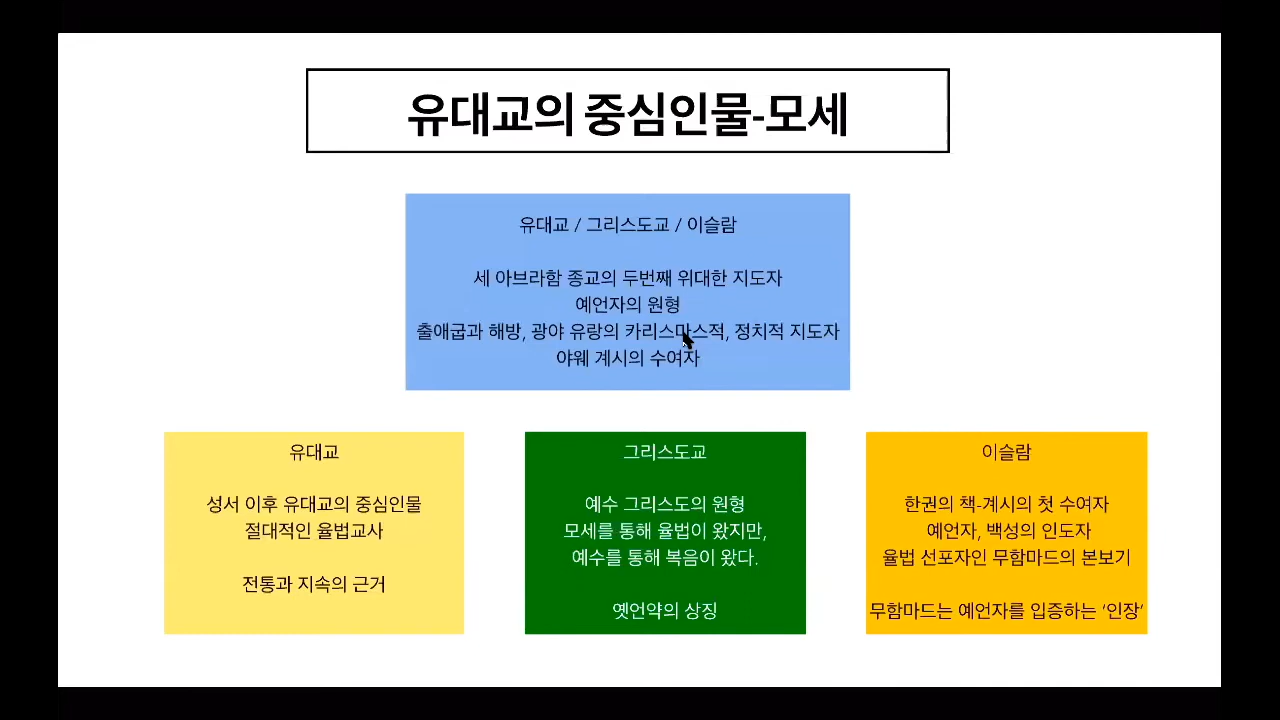 유대교의 중심인물-모세
유대교 / 그리스도교 / 이슬람
세 아브라함 종교의 두번째 위대한 지도자
예언자의 원형
출애굽과 해방, 광야 유랑의 카리스마스적, 정치적 지도자
야웨 계시의 수여자
유대교
성서 이후 유대교의 중심인물
절대적인 율법교사
전통과 지속의 근거
그리스도교
예수 그리스도의 원형
모세를 통해 율법이 왔지만,
예수를 통해 복음이 왔다.
옛언약의 상징
이슬람
한권의 책-계시의 첫 수여자
예언자, 백성의 인도자
율법 선포자인 무함마드의 본보기
무함마드는 예언자를 입증하는 ‘인장’